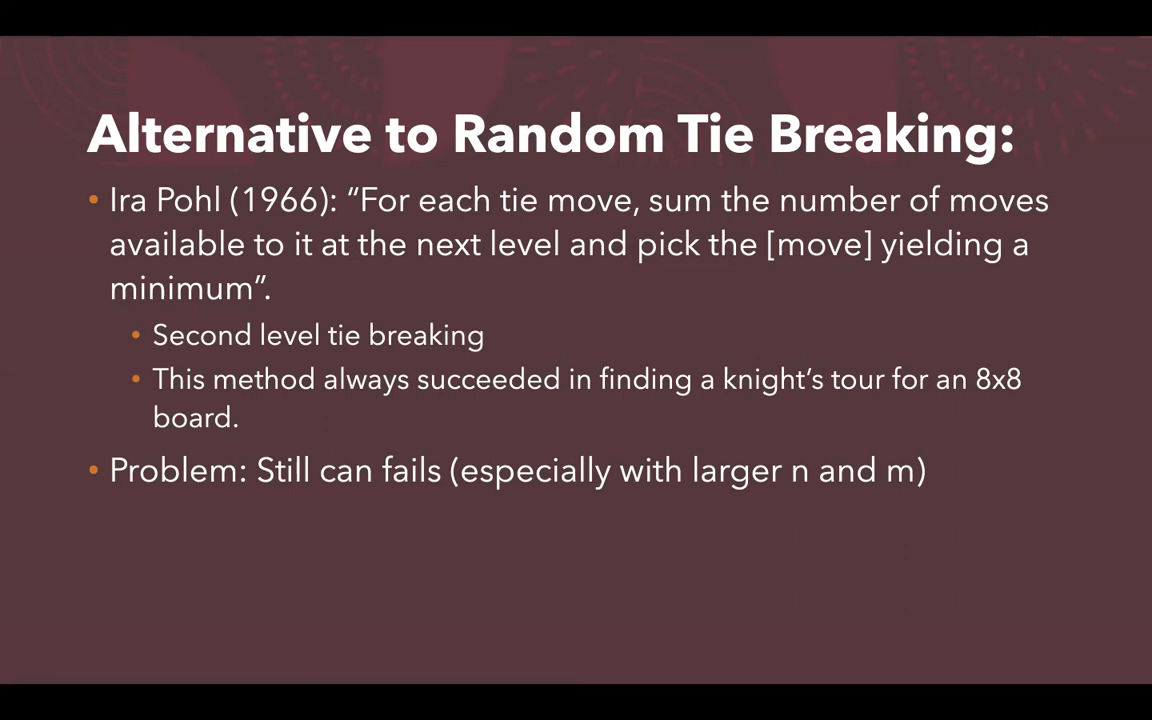 Alternative to Random Tie Breaking:
• Ira Pohl (1966): “For each tie move, sum the number of moves
available to it at the next level and pick the [move] yielding a
minimum”.
• Second level tie breaking
• This method always succeeded in finding a knight’s tour for an 8x8
board.
• Problem: Still can fails (especially with larger n and m)